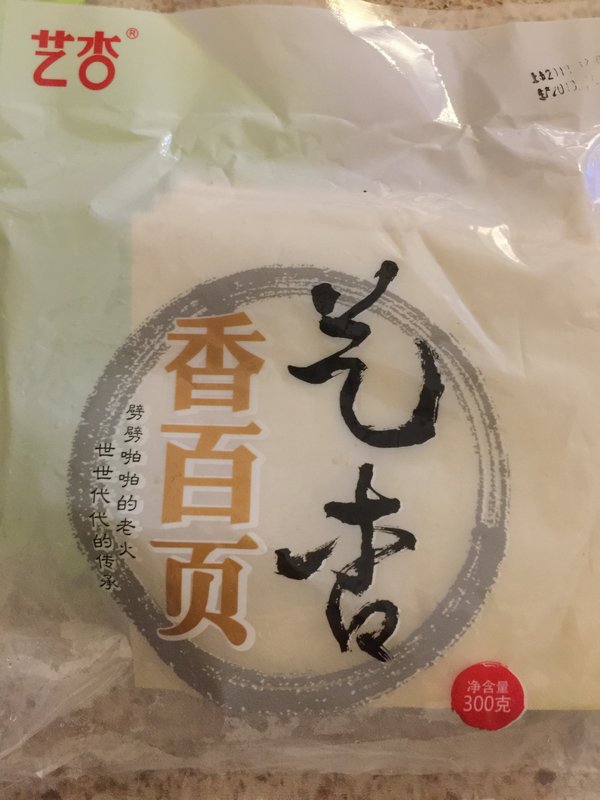 艺杏®
艺杏
香百页
劈劈啪啪的老火
世世代代的传承
净含量
300克